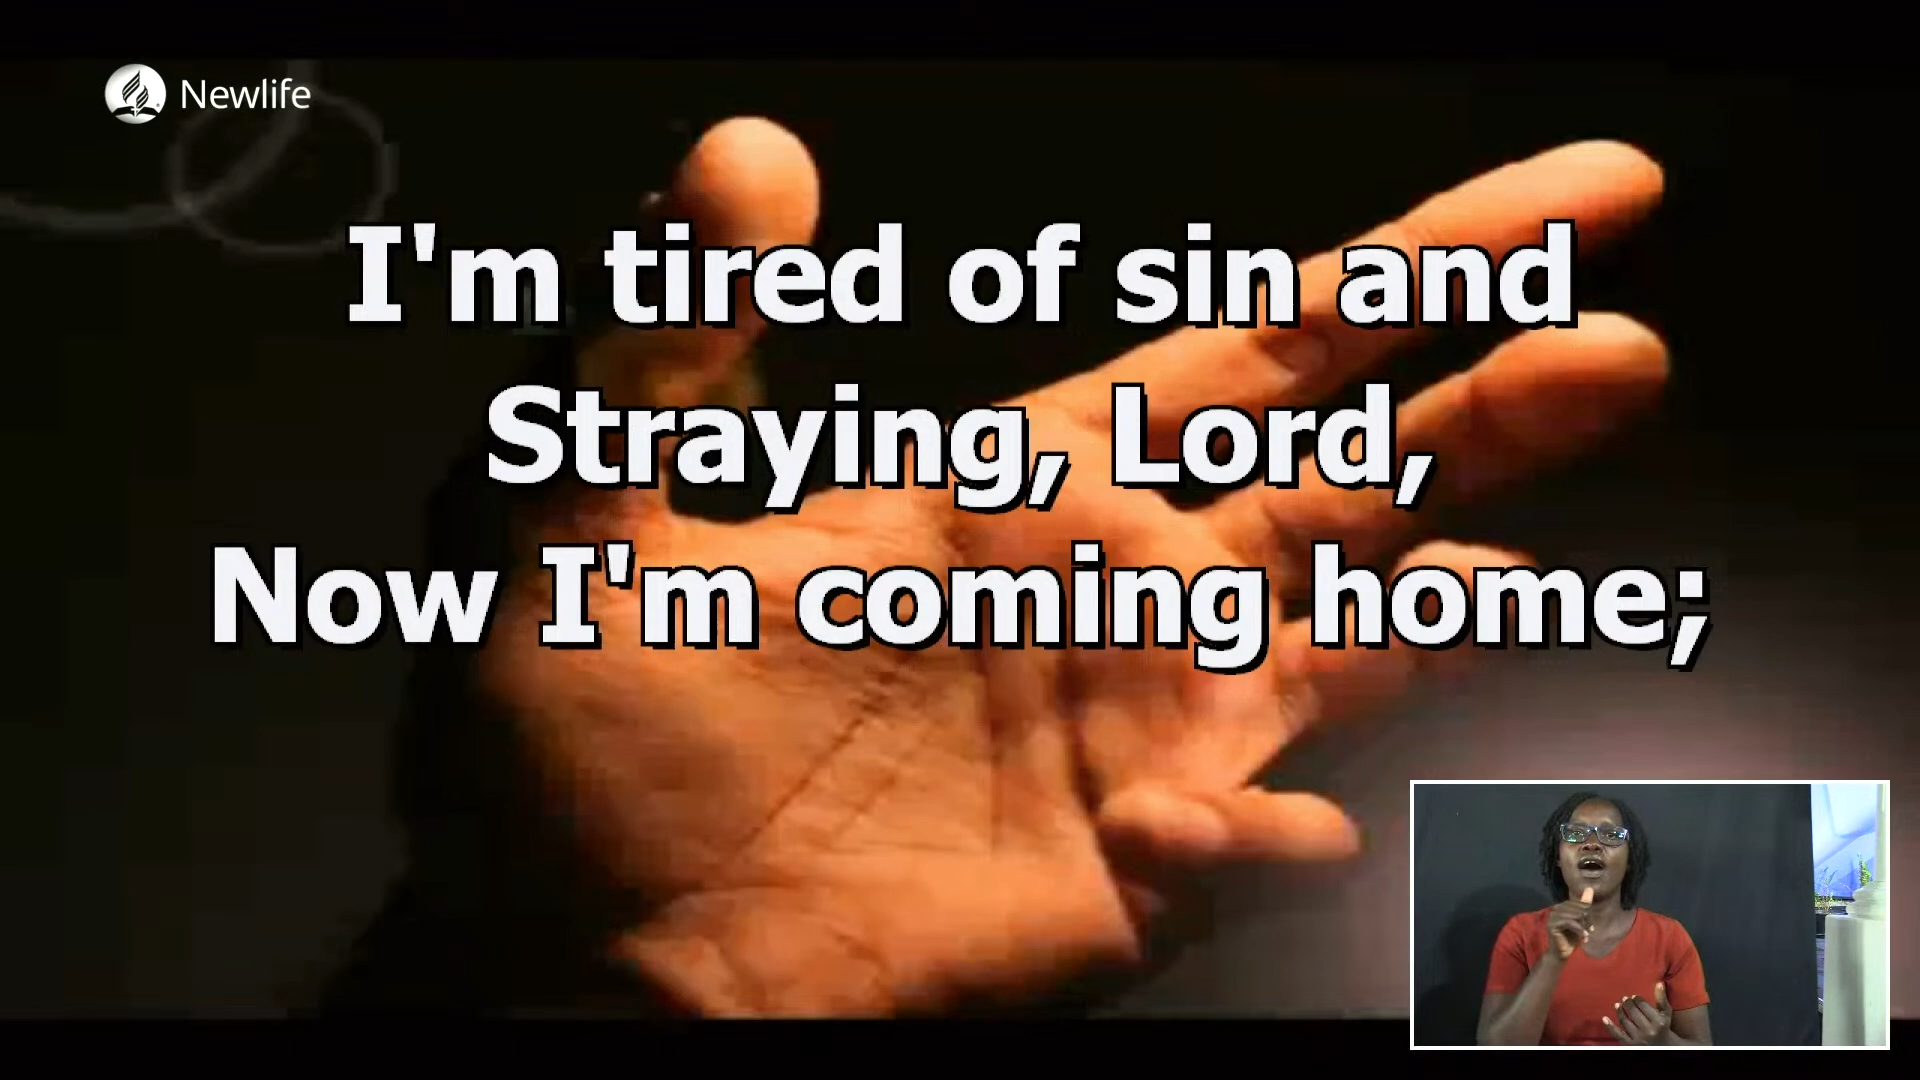 Newlife
I'm tired of sin and
Straying, Lord,
Now I'm coming home;